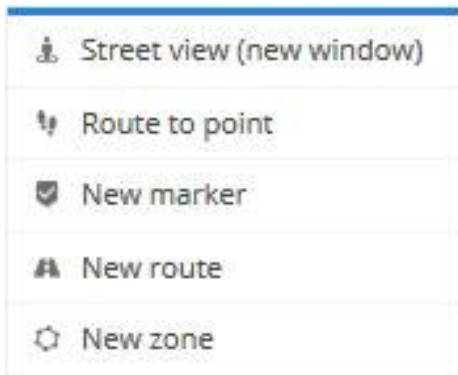 Street view (new window)
Route to point
New marker
New route
New zone